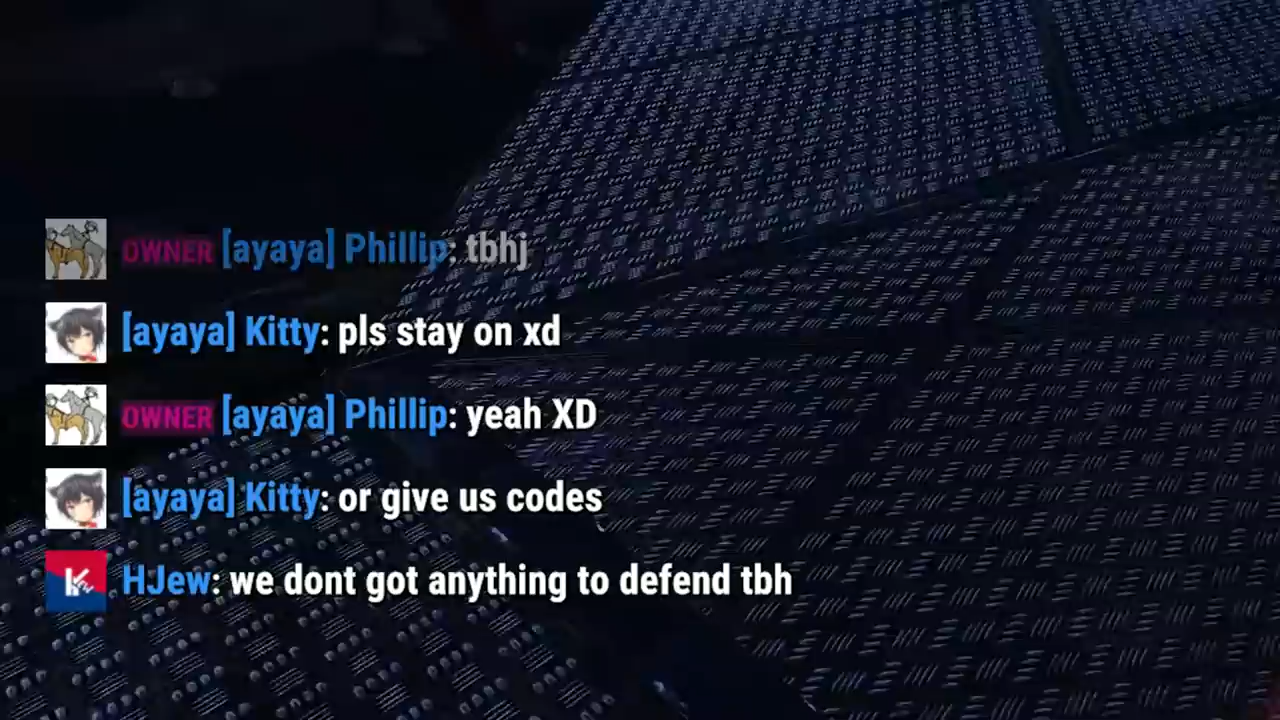 OWNER [ayaya] Phillip: tbhj
[ayaya] Kitty: pls stay on xd
OWNER [ayaya] Phillip: yeah XD
[ayaya] Kitty: or give us codes
HJew: we dont got anything to defend tbh